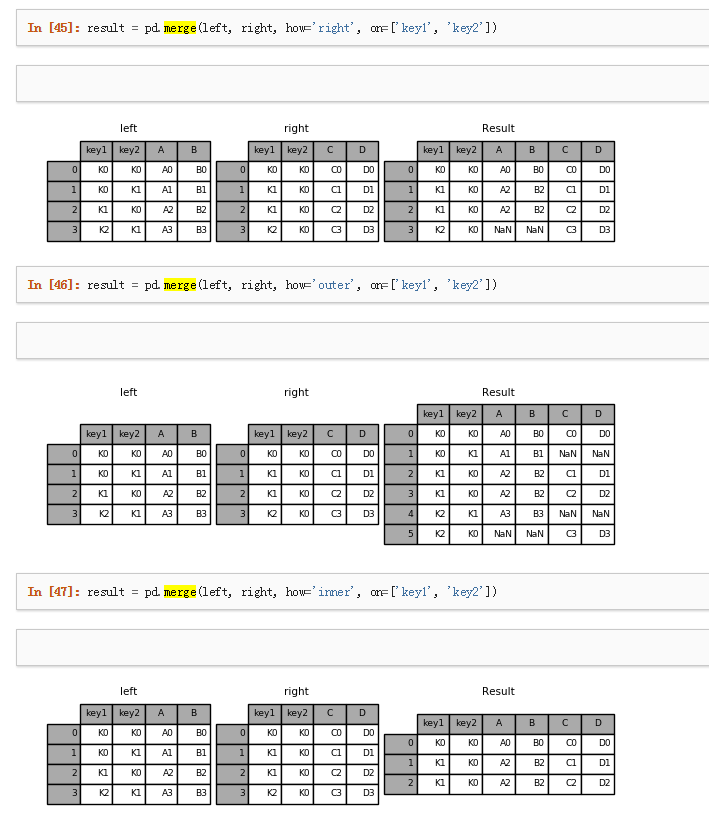 In [45]: result = pd.merge(left, right, how='right', on=['key1', 'key2'])
left right Result
key1 key2 A B key1 key2 C D key1 key2 A B C D
0 K0 K0 A0 B0 0 K0 K0 C0 D0 0 K0 K0 A0 B0 C0 D0
1 K0 K1 A1 B1 1 K1 K0 C1 D1 1 K1 K0 A2 B2 C1 D1
2 K1 K0 A2 B2 2 K1 K0 C2 D2 2 K1 K0 A2 B2 C2 D2
3 K2 K1 A3 B3 3 K2 K0 C3 D3 3 K2 K0 NaN NaN C3 D3
In [46]: result = pd.merge(left, right, how='outer', on=['key1', 'key2'])
left right Result
key1 key2 A B C D
key1 key2 A B key1 key2 C D 0 K0 K0 A0 B0 C0 D0
0 K0 K0 A0 B0 0 K0 K0 C0 D0 1 K0 K1 A1 B1 NaN NaN
1 K0 K1 A1 B1 1 K1 K0 C1 D1 2 K1 K0 A2 B2 C1 D1
2 K1 K0 A2 B2 2 K1 K0 C2 D2 3 K1 K0 A2 B2 C2 D2
3 K2 K1 A3 B3 3 K2 K0 C3 D3 4 K2 K1 A3 B3 NaN NaN
5 K2 K0 NaN NaN C3 D3
In [47]: result = pd.merge(left, right, how='inner', on=['key1', 'key2'])
left right Result
key1 key2 A B key1 key2 C D key1 key2 A B C D
0 K0 K0 A0 B0 0 K0 K0 C0 D0 0 K0 K0 A0 B0 C0 D0
1 K0 K1 A1 B1 1 K1 K0 C1 D1 1 K1 K0 A2 B2 C1 D1
2 K1 K0 A2 B2 2 K1 K0 C2 D2 2 K1 K0 A2 B2 C2 D2
3 K2 K1 A3 B3 3 K2 K0 C3 D3